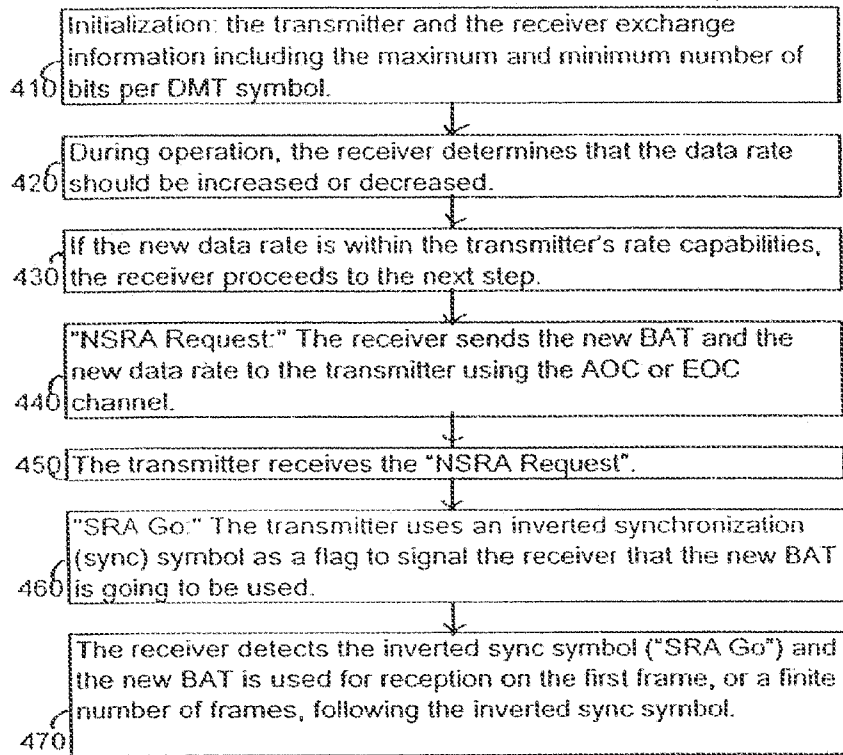 Initialization: the transmitter and the receiver exchange
information including the maximum and minimum number of
410 bits per DMT symbol.
During operation, the receiver determines that the data rate
420 should be increased or decreased.
If the new data rate is within the transmitter's rate capabilities,
430 the receiver proceeds to the next step.
"NSRA Request:" The receiver sends the new BAT and the
new data rate to the transmitter using the AOC or EOC
440 channel.
450 The transmitter receives the "NSRA Request".
"SRA Go:" The transmitter uses an inverted synchronization
(sync) symbol as a flag to signal the receiver that the new BAT
460 is going to be used.
The receiver detects the inverted sync symbol ("SRA Go") and
the new BAT is used for reception on the first frame, or a finite
number of frames, following the inverted sync symbol.
470